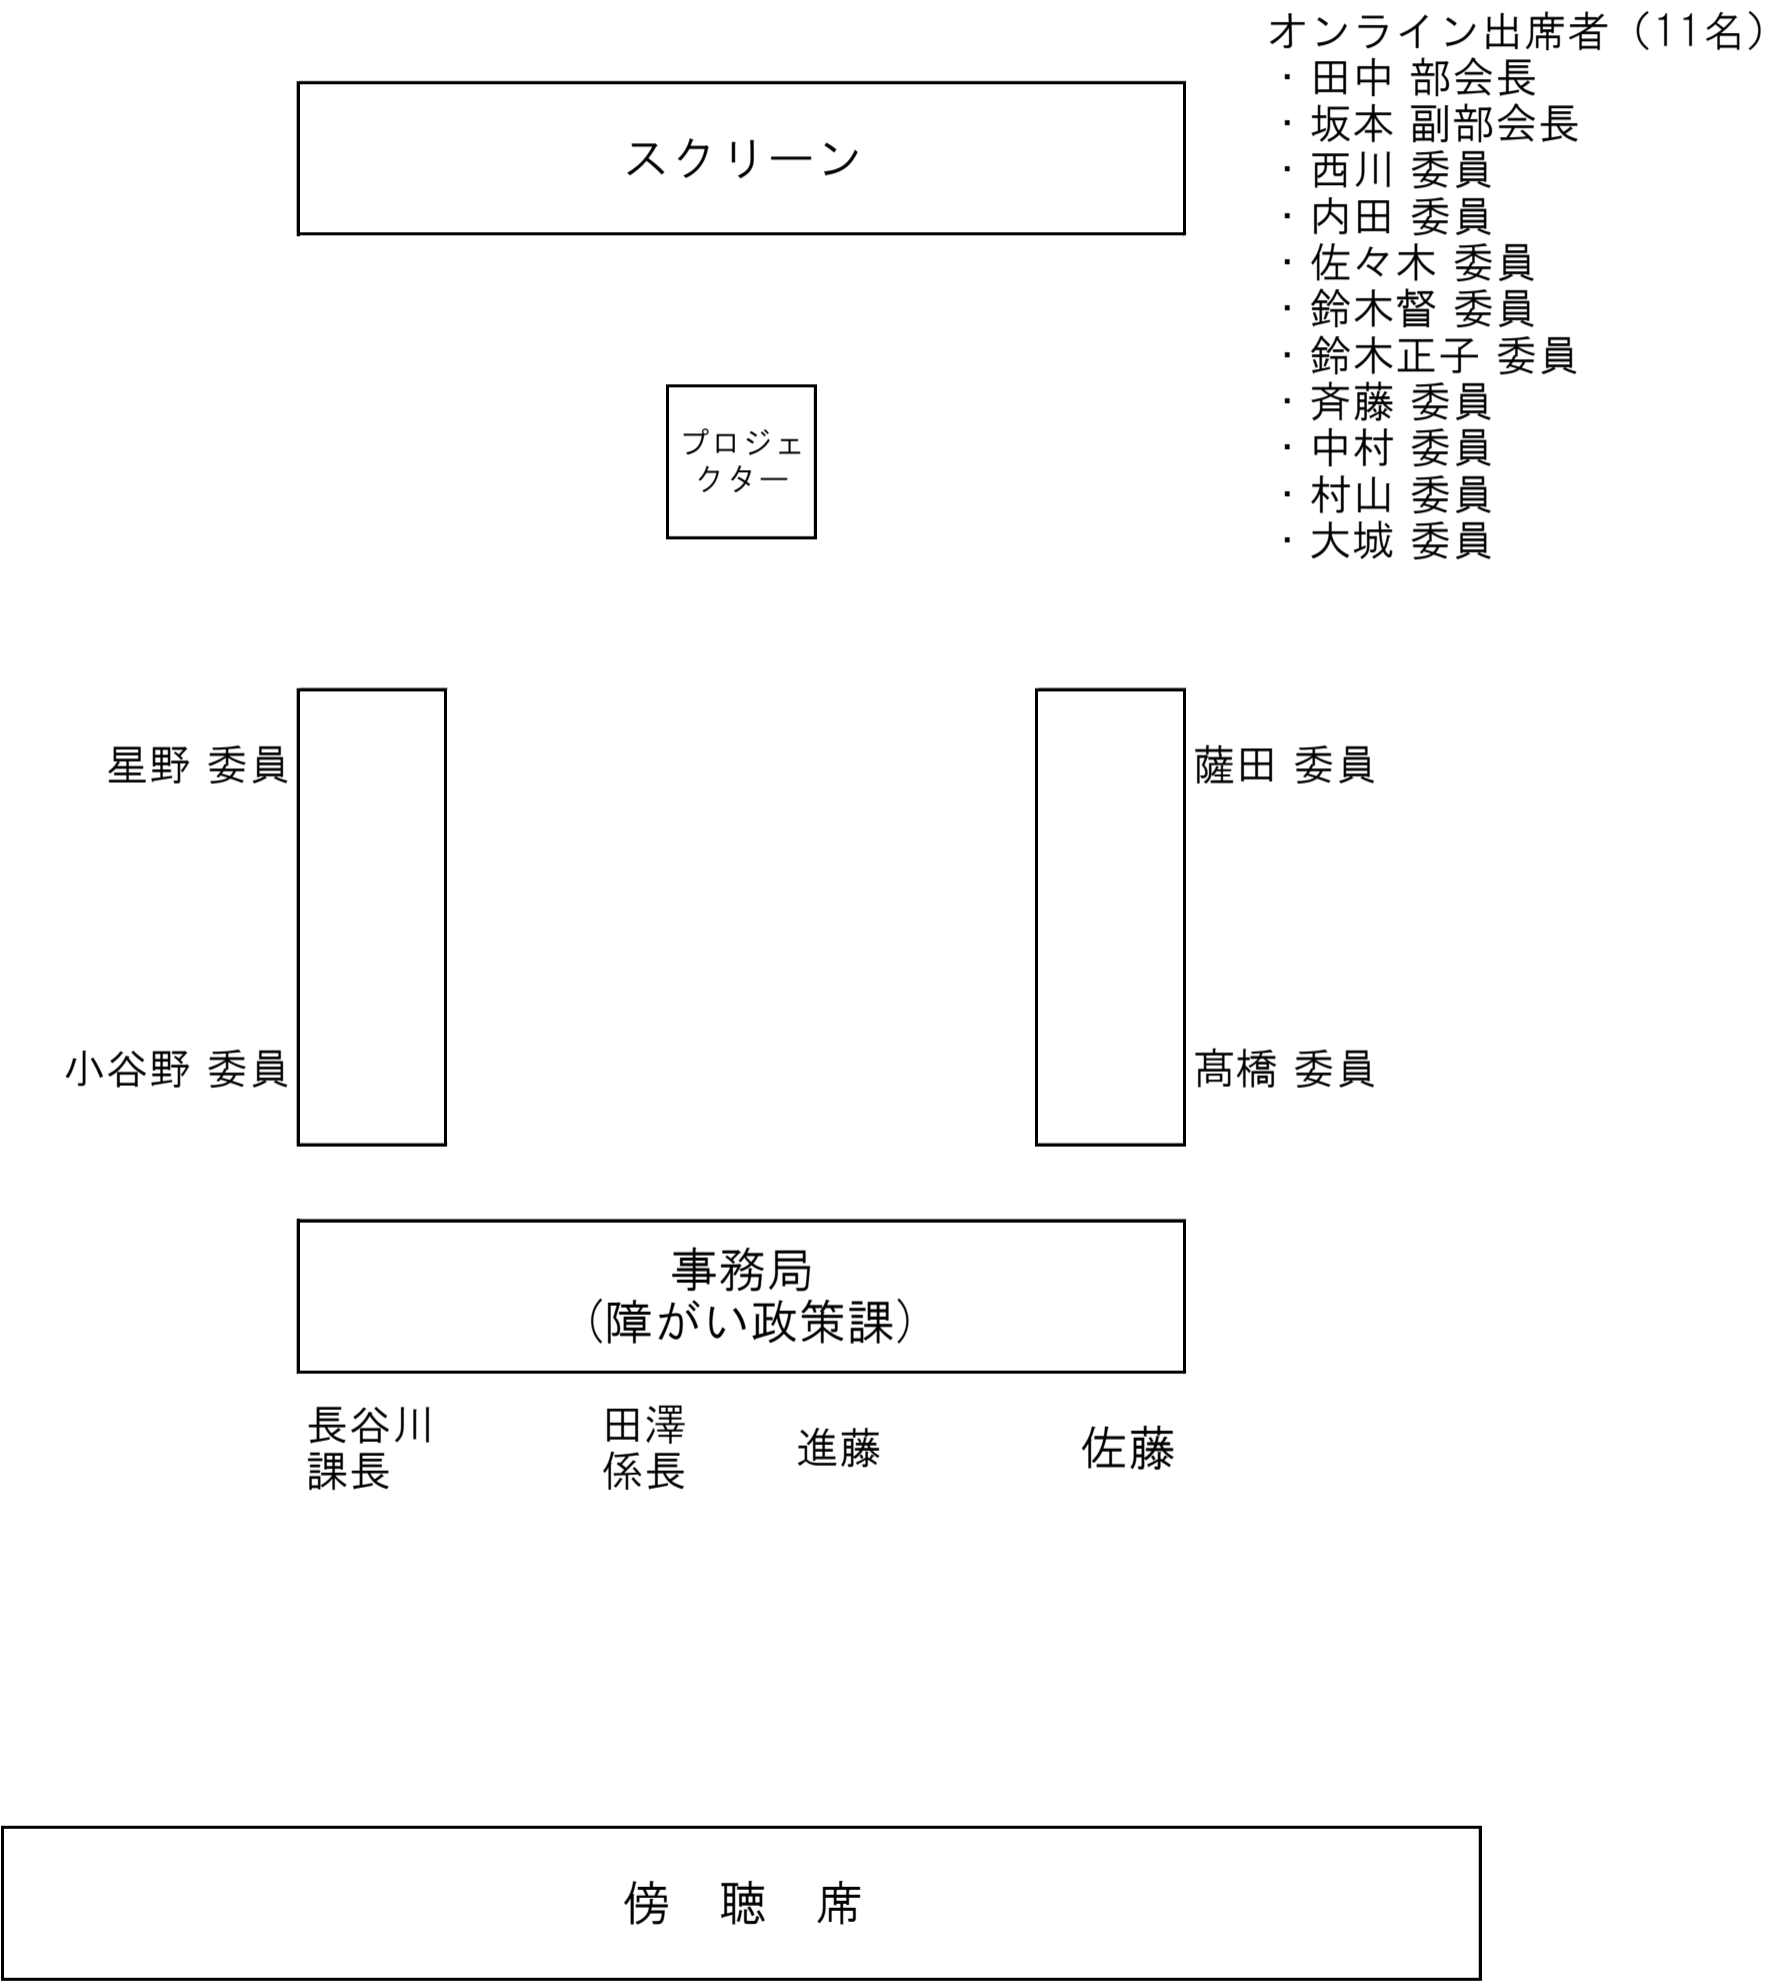 オンライン出席者（11名）
・田中 部会長
・坂本 副部会長
・西川 委員
・内田 委員
・佐々木 委員
・鈴木督 委員
・鈴木正子 委員
・斉藤 委員
・中村 委員
・村山 委員
・大城 委員
スクリーン
プロジェ
クター
星野 委員
薩田 委員
小谷野 委員
髙橋 委員
事務局
（障がい政策課）
長谷川
課長
田澤
係長
進藤
佐藤
傍　聴　席